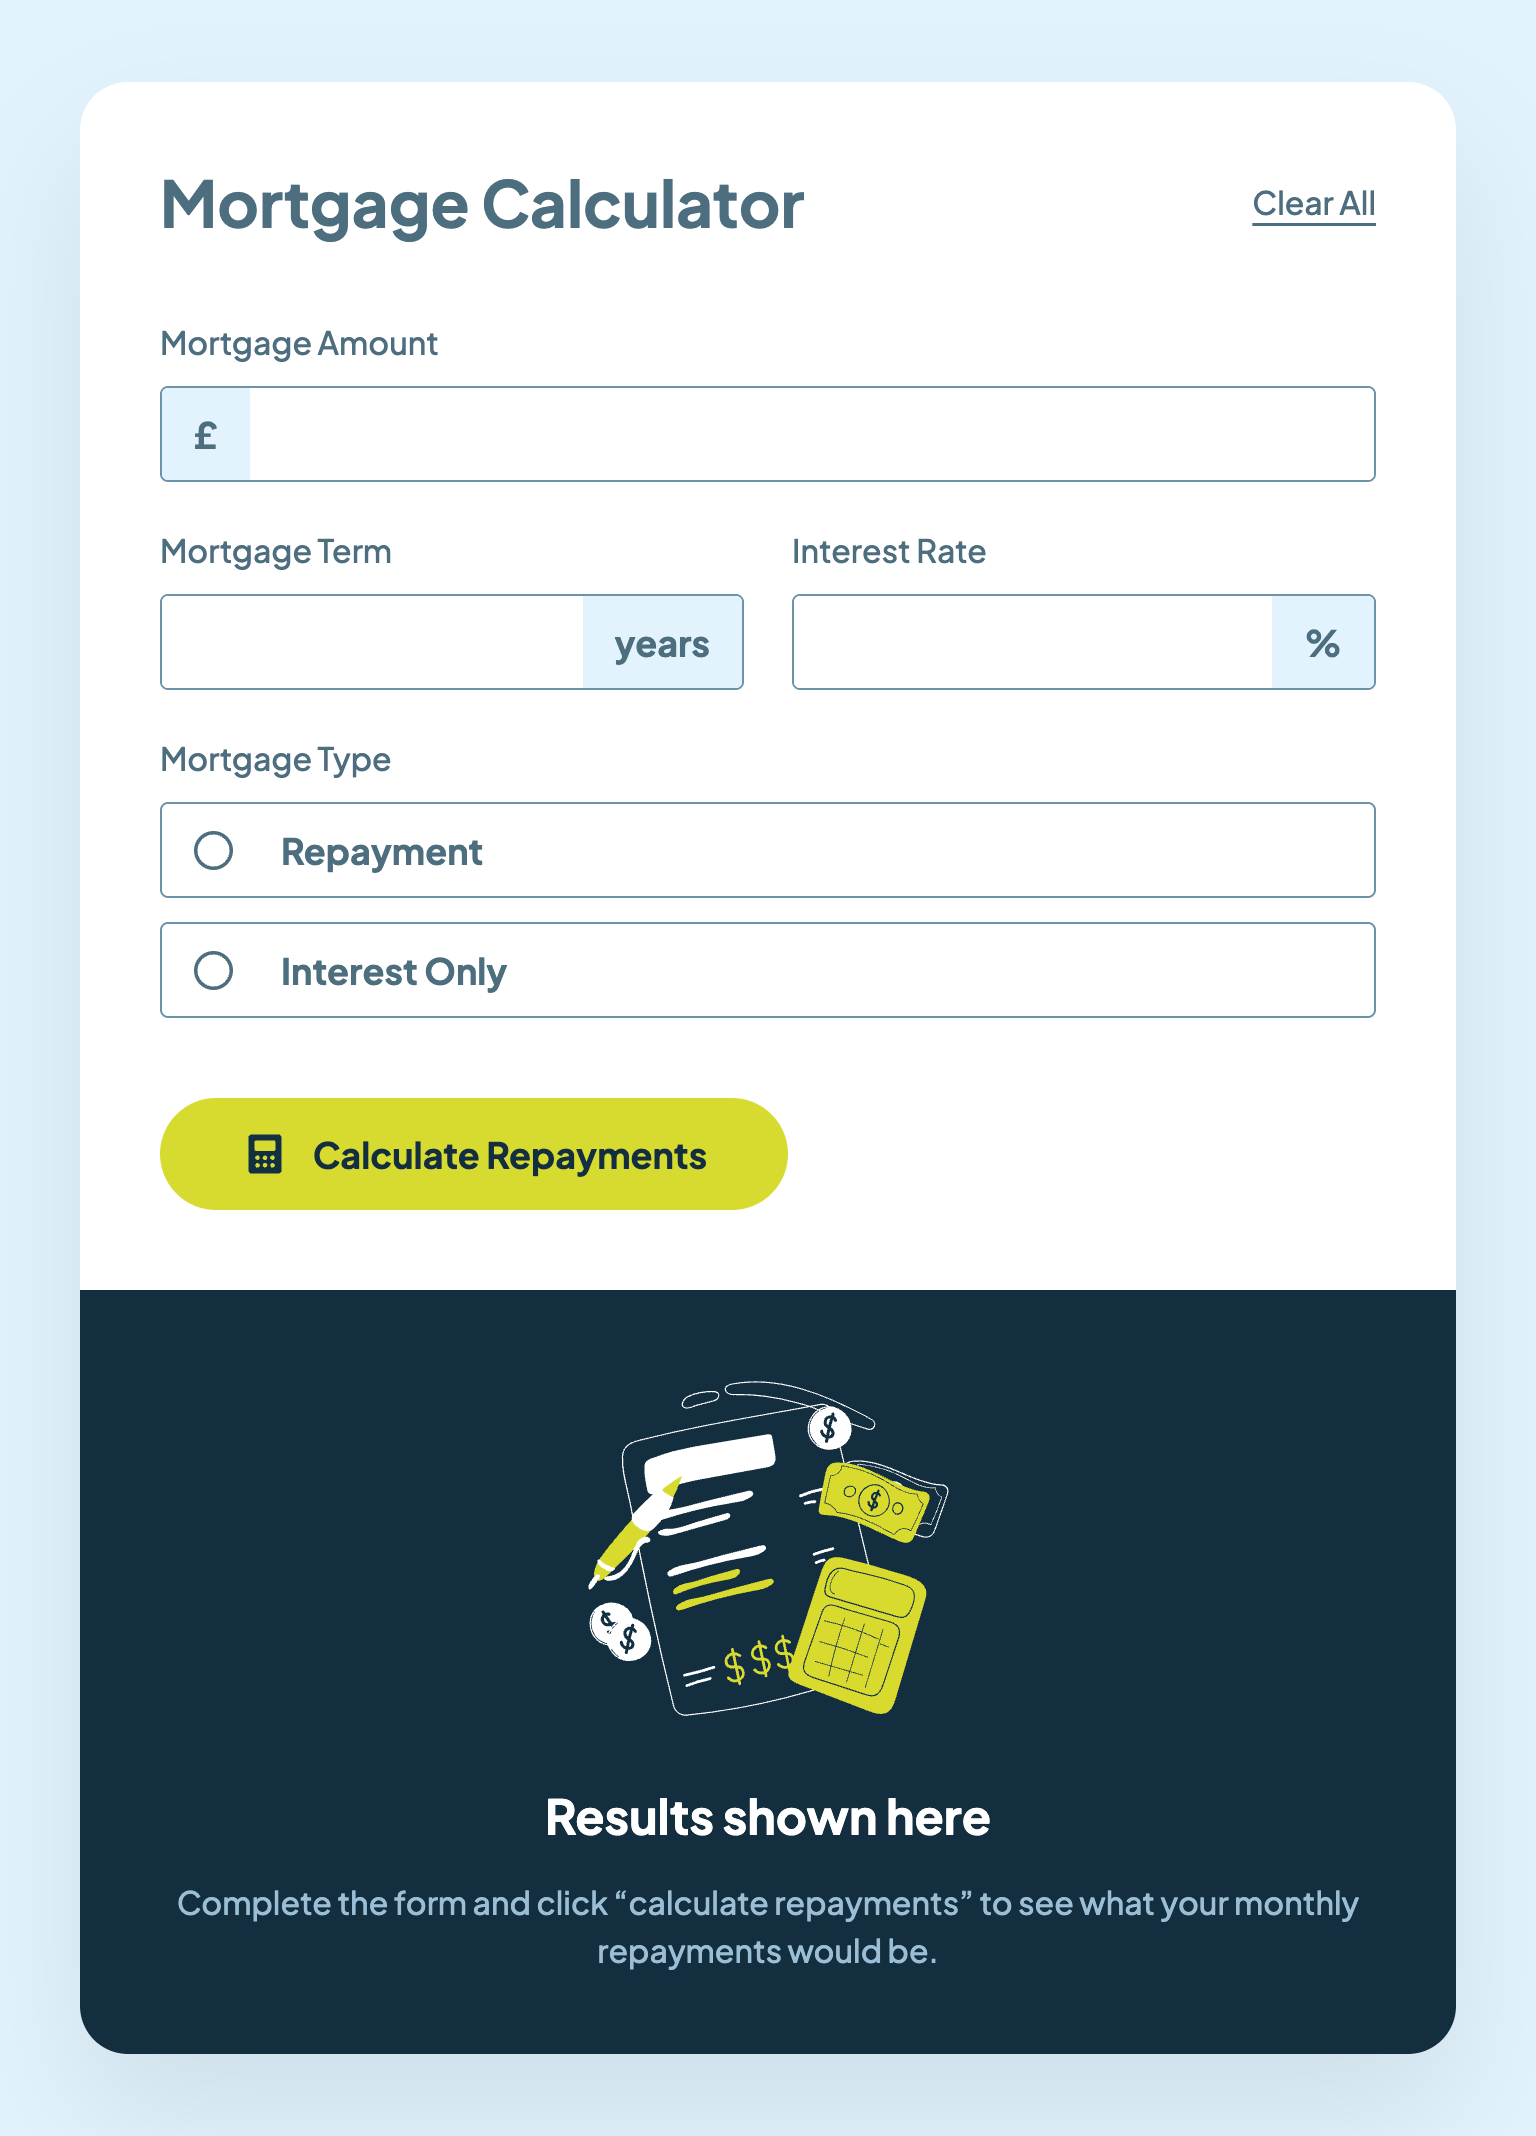 Mortgage Calculator
Clear All
Mortgage Amount
£
Mortgage Term
Interest Rate
years
%
Mortgage Type
Repayment
Interest Only
Calculate Repayments
$
$
$
$
$$$
Results shown here
Complete the form and click “calculate repayments” to see what your monthly
repayments would be.